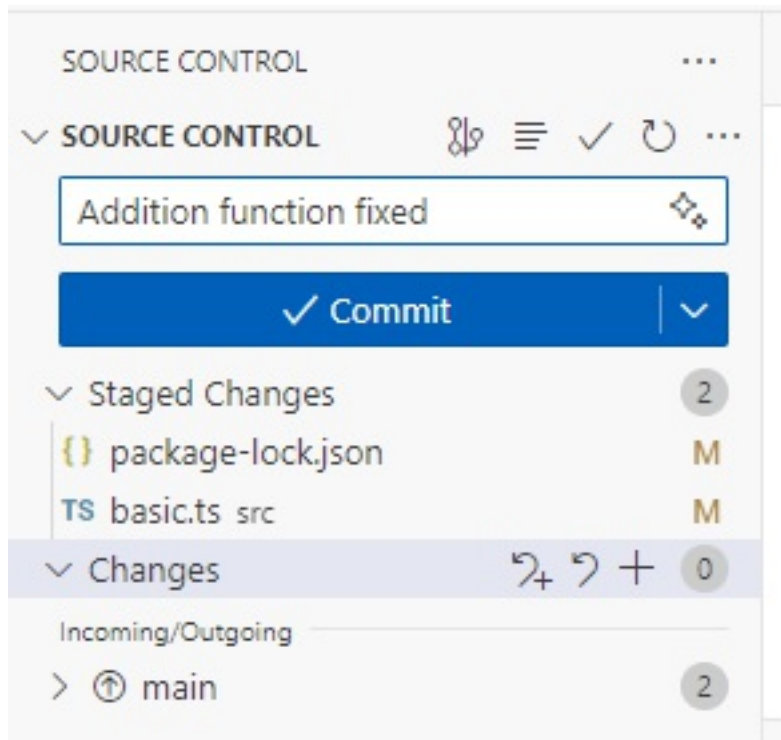 SOURCE CONTROL
SOURCE CONTROL
Addition function fixed
Commit
Staged Changes 2
{} package-lock.json M
TS basic.ts src M
Changes 0
Incoming/Outgoing
main 2